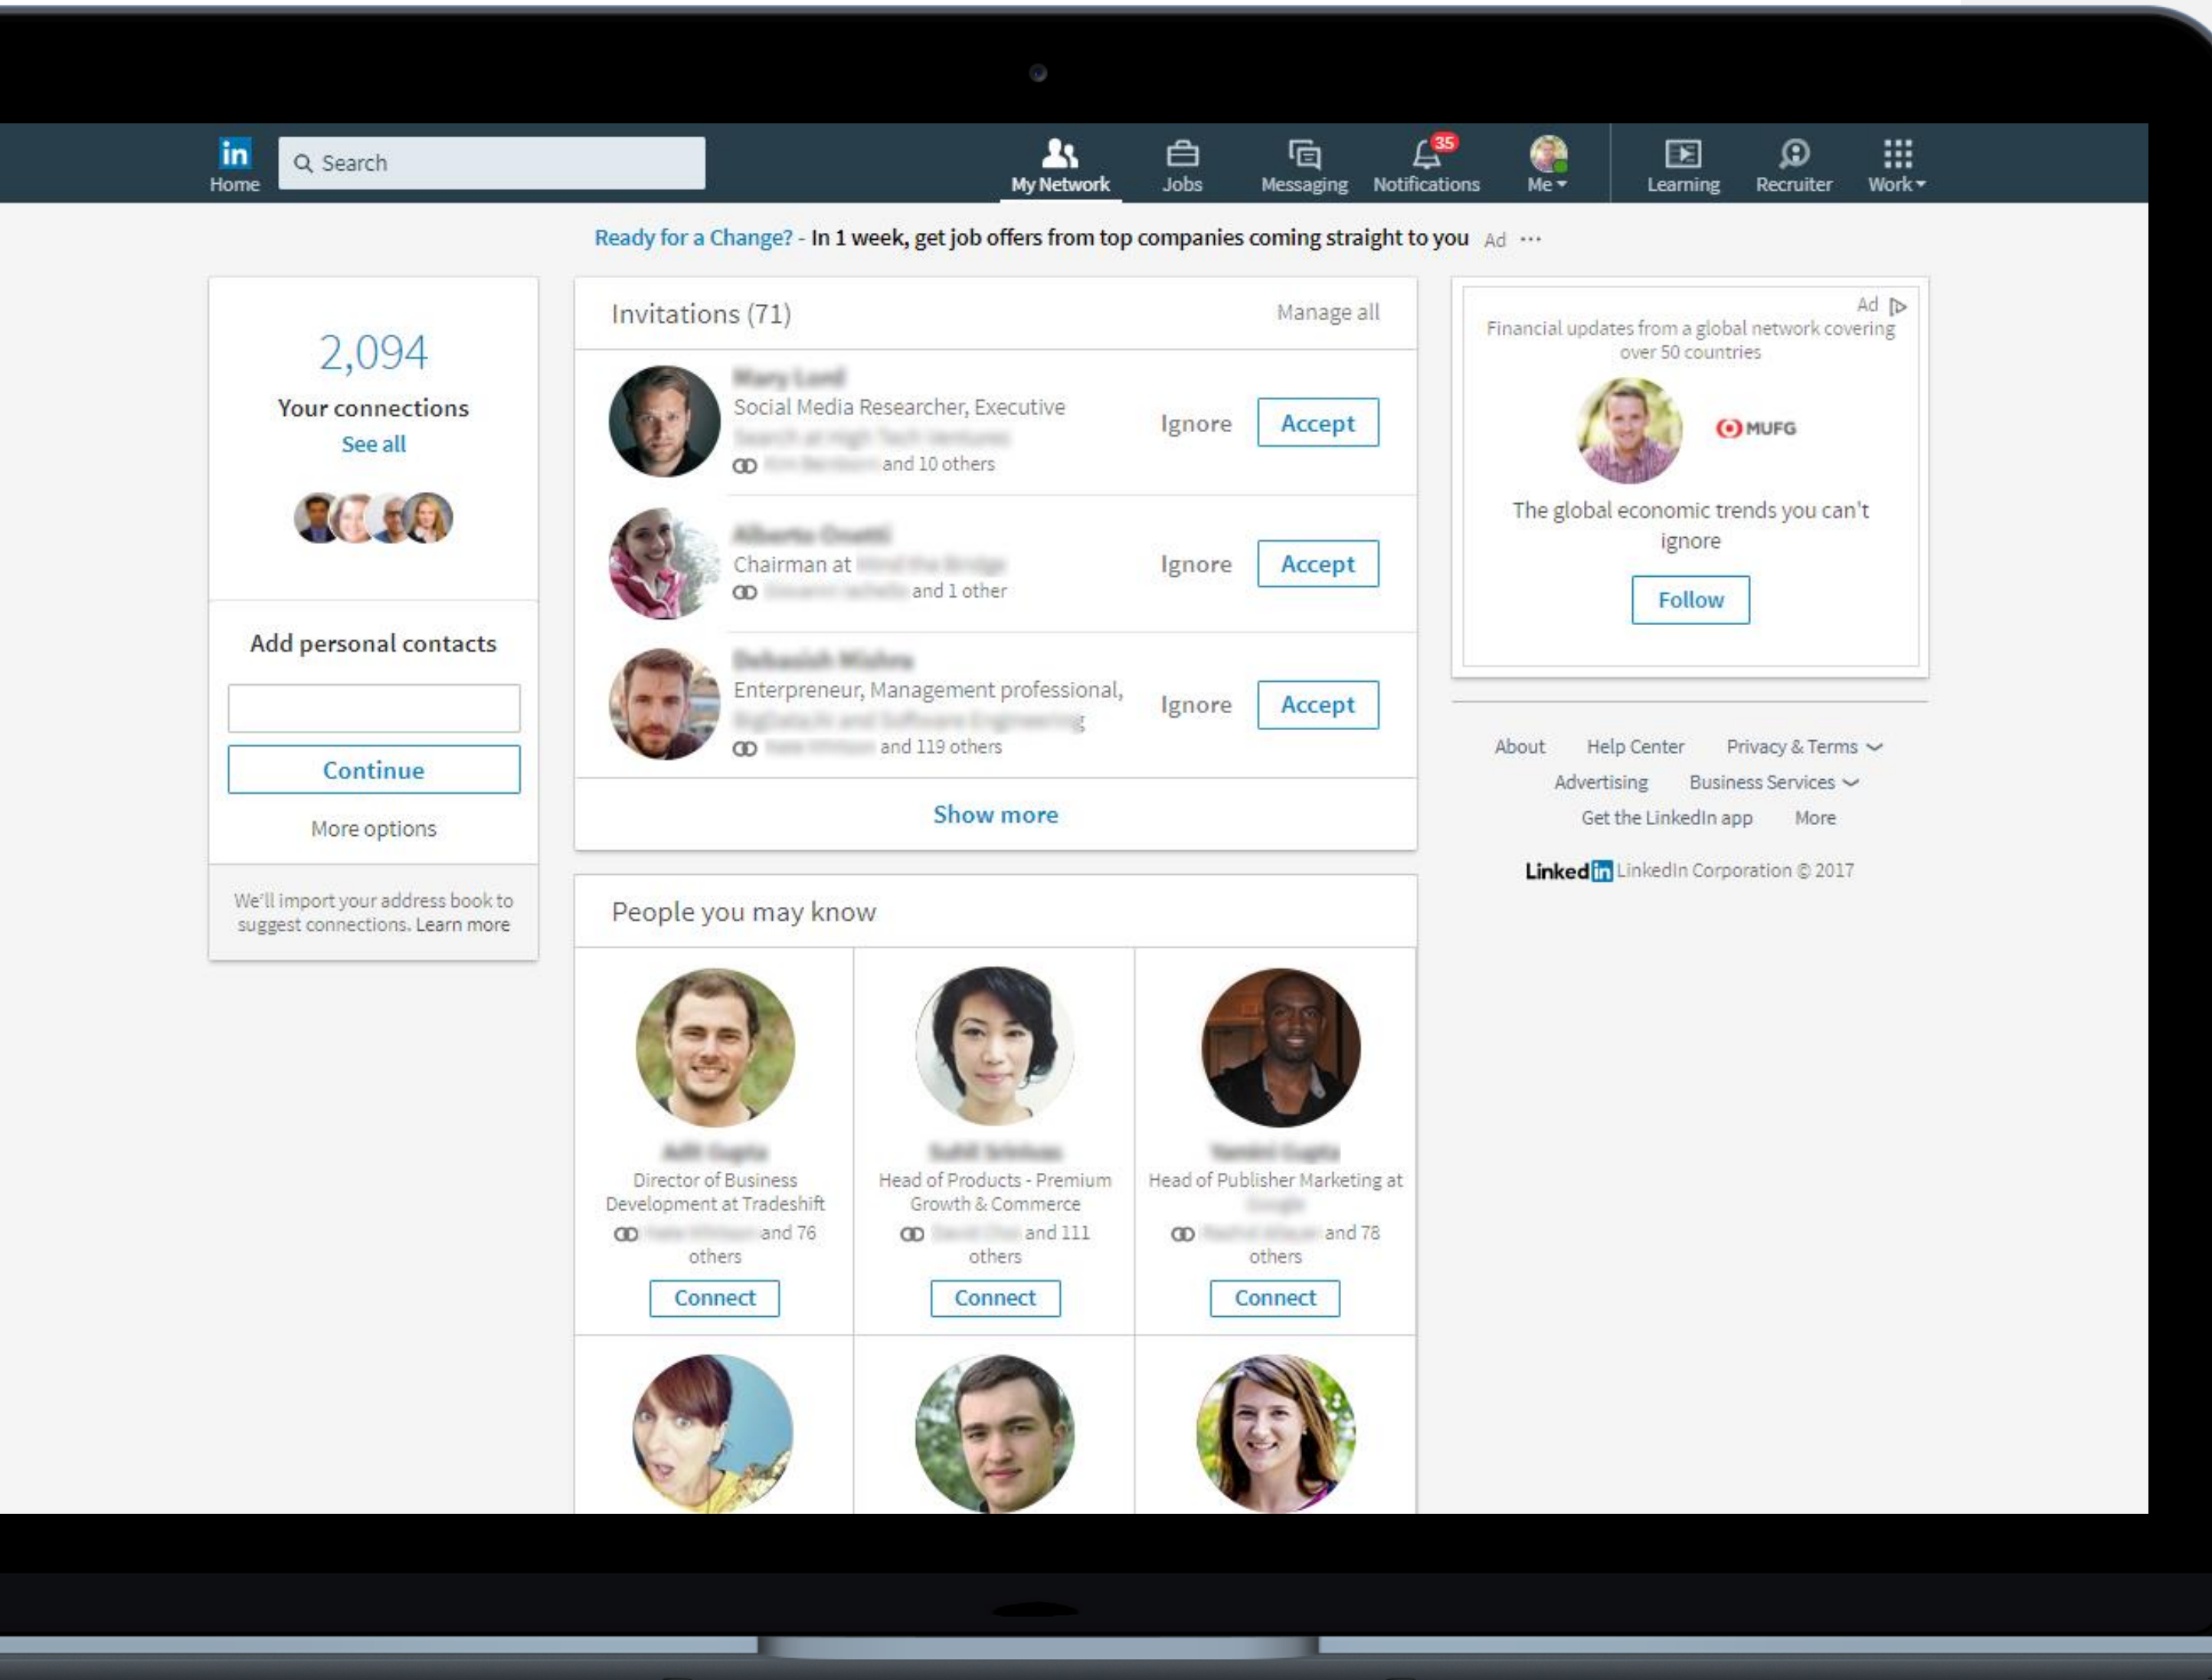 in
Home
Search
My Network
Jobs
Messaging
35
Notifications
Me
Learning
Recruiter
Work
Ready for a Change? - In 1 week, get job offers from top companies coming straight to you Ad ...
2,094
Your connections
See all
Add personal contacts
Continue
More options
We'll import your address book to
suggest connections. Learn more
Invitations (71)
Manage all
Social Media Researcher, Executive
and 10 others
Ignore
Accept
Chairman at
and 1 other
Ignore
Accept
Enterpreneur, Management professional,
and 119 others
Ignore
Accept
Show more
People you may know
Director of Business
Development at Tradeshift
and 76
others
Connect
Head of Products - Premium
Growth & Commerce
and 111
others
Connect
Head of Publisher Marketing at
and 78
others
Connect
Ad
Financial updates from a global network covering
over 50 countries
MUFG
The global economic trends you can't
ignore
Follow
About Help Center Privacy & Terms
Advertising Business Services
Get the LinkedIn app More
Linked in LinkedIn Corporation © 2017